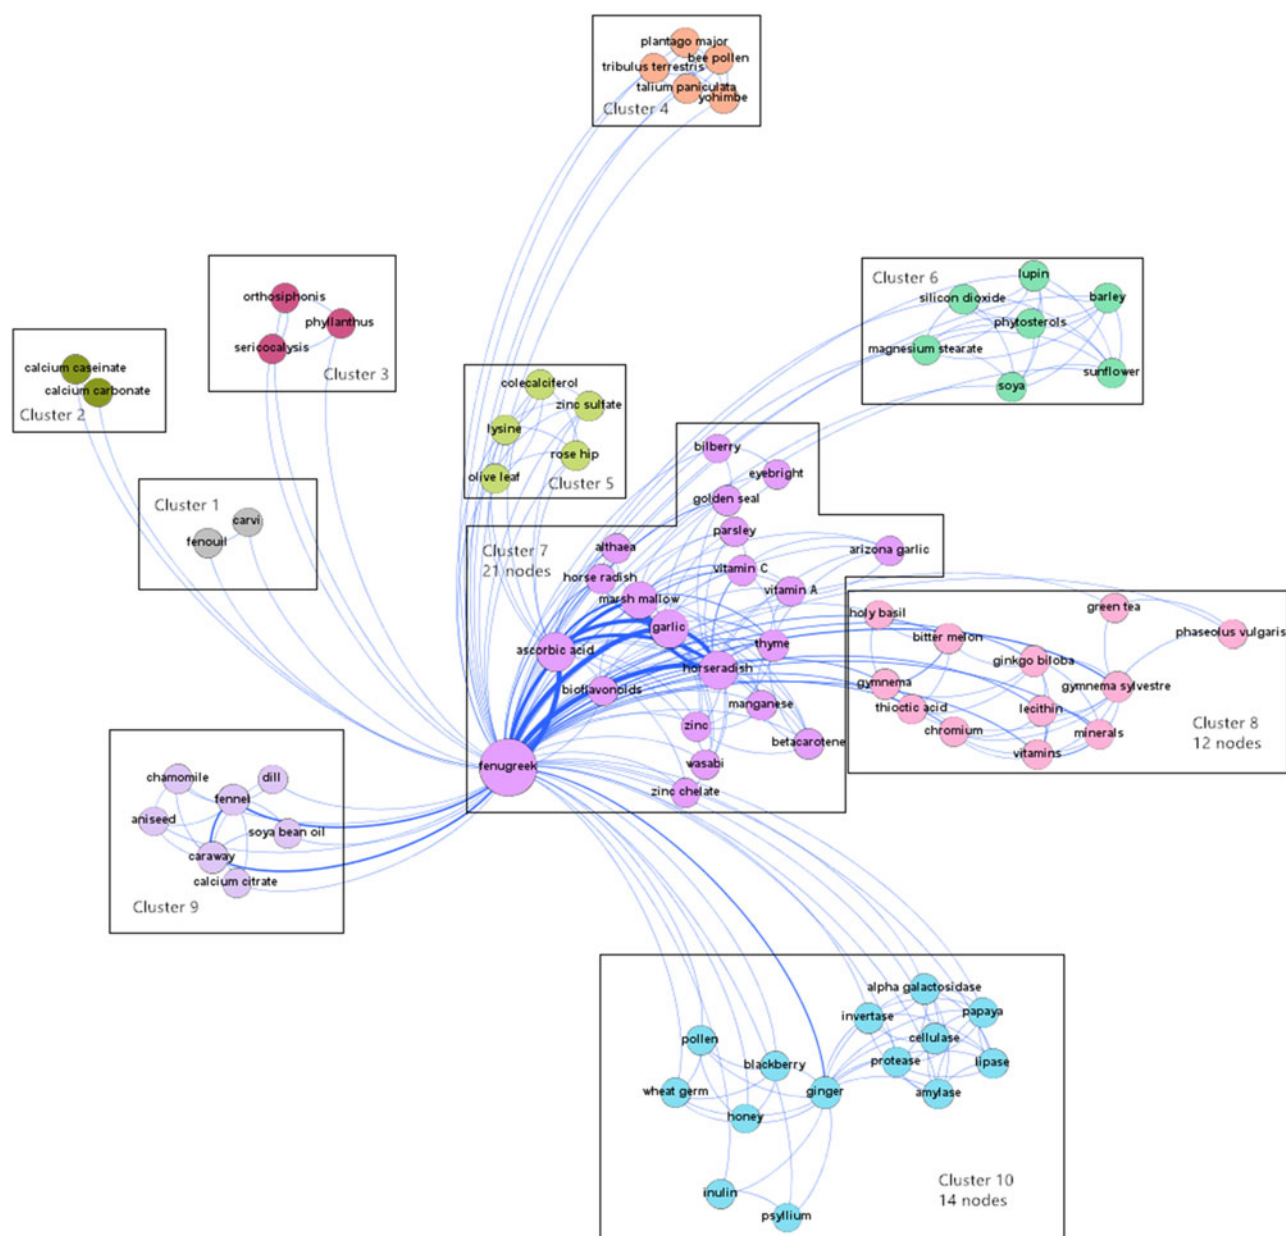 plantago major
bee pollen
tribulus terrestris
talium paniculata
yohimbe
Cluster 4
orthosiphonis
phyllanthus
sericocalysis
Cluster 3
calcium caseinate
calcium carbonate
Cluster 2
Cluster 1
carvi
fenouil
colecalciferol
zinc sulfate
lysine
rose hip
olive leaf
Cluster 5
Cluster 6
lupin
silicon dioxide
barley
phytosterols
magnesium stearate
sunflower
soya
bilberry
eyebright
golden seal
parsley
Cluster 7
21 nodes
althaea
arizona garlic
vitamin C
horse radish
vitamin A
marsh mallow
garlic
ascorbic acid
thyme
horseradish
bioflavonoids
manganese
zinc
betacarotene
wasabi
fenugreek
zinc chelate
holy basil
green tea
phaseolus vulgaris
bitter melon
ginkgo biloba
gymnema
gymnema sylvestre
thioctic acid
lecithin
chromium
minerals
vitamins
Cluster 8
12 nodes
chamomile
dill
fennel
aniseed
soya bean oil
caraway
calcium citrate
Cluster 9
alpha galactosidase
invertase
papaya
pollen
cellulase
blackberry
protease
lipase
wheat germ
ginger
amylase
honey
inulin
psyllium
Cluster 10
14 nodes